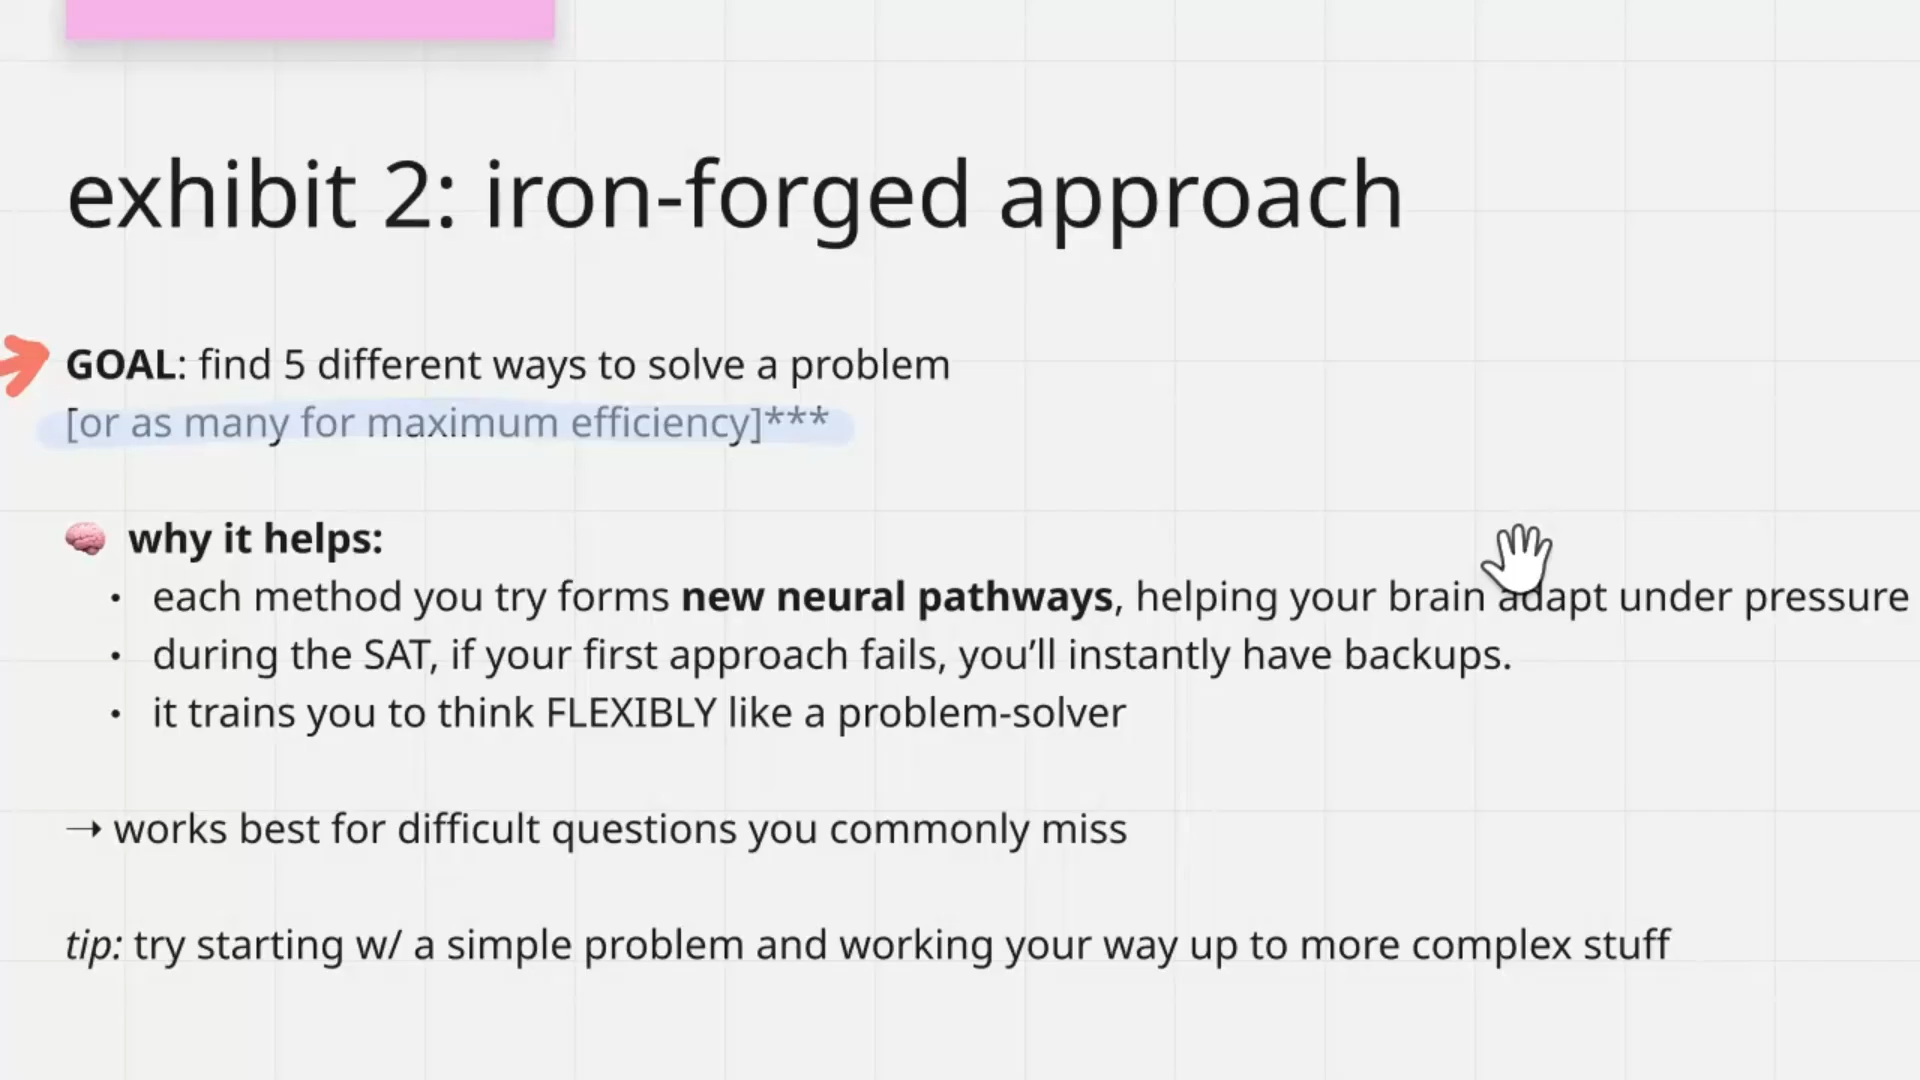 exhibit 2: iron-forged approach
GOAL: find 5 different ways to solve a problem
[or as many for maximum efficiency]***
🧠 why it helps:
• each method you try forms new neural pathways, helping your brain adapt under pressure
• during the SAT, if your first approach fails, you’ll instantly have backups.
• it trains you to think FLEXIBLY like a problem-solver
→ works best for difficult questions you commonly miss
tip: try starting w/ a simple problem and working your way up to more complex stuff